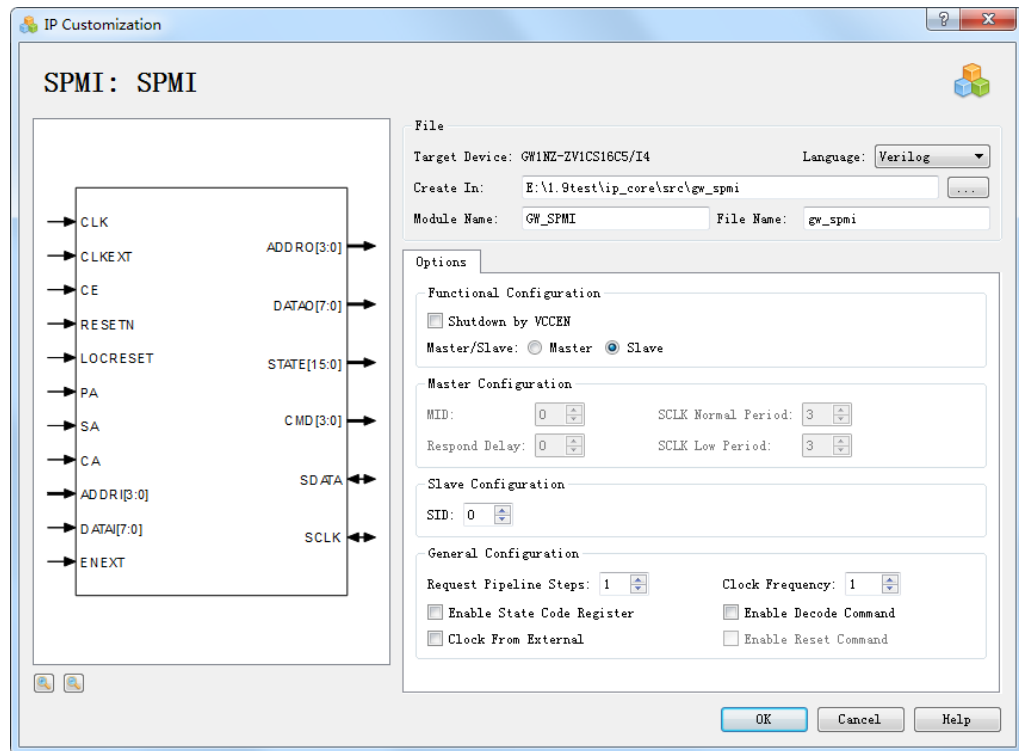 IP Customization
SPMI: SPMI
CLK
CLKEXT
CE
RESETN
LOCRESET
PA
SA
CA
ADDRI[3:0]
DATAI[7:0]
ENEXT
ADDRO[3:0]
DATAO[7:0]
STATE[15:0]
CMD[3:0]
SDATA
SCLK
File
Target Device: GW1NZ-ZV1CS16C5/I4 Language: Verilog
Create In: E:\1.9test\ip_core\src\gw_spmi ...
Module Name: GW_SPMI File Name: gw_spmi
Options
Functional Configuration
Shutdown by VCCEN
Master/Slave: Master Slave
Master Configuration
MID: 0 SCLK Normal Period: 3
Respond Delay: 0 SCLK Low Period: 3
Slave Configuration
SID: 0
General Configuration
Request Pipeline Steps: 1 Clock Frequency: 1
Enable State Code Register Enable Decode Command
Clock From External Enable Reset Command
OK Cancel Help